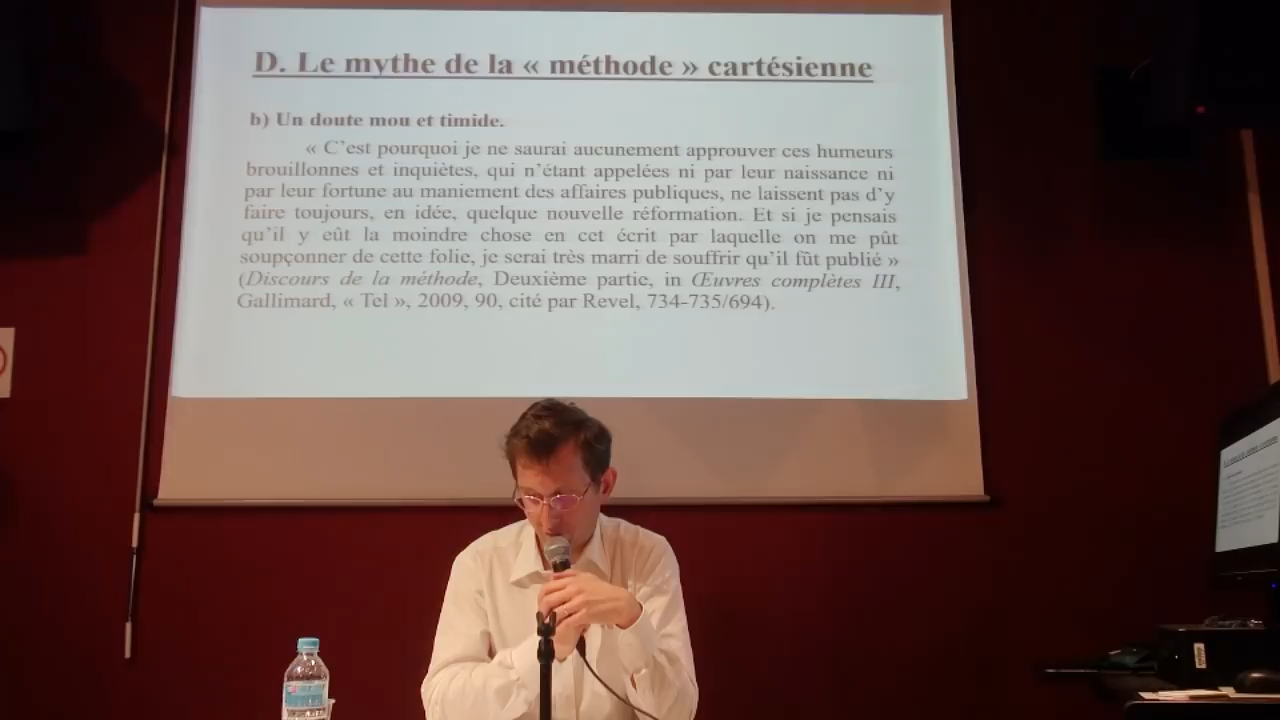 D. Le mythe de la « méthode » cartésienne
b) Un doute mou et timide.
« C'est pourquoi je ne saurai aucunement approuver ces humeurs
brouillonnes et inquiètes, qui n'étant appelées ni par leur naissance ni
par leur fortune au maniement des affaires publiques, ne laissent pas d'y
faire toujours, en idée, quelque nouvelle réformation. Et si je pensais
qu'il y eût la moindre chose en cet écrit par laquelle on me pût
soupçonner de cette folie, je serai très marri de souffrir qu'il fût publié »
(Discours de la méthode, Deuxième partie, in Œuvres complètes III,
Gallimard, « Tel », 2009, 90, cité par Revel, 734-735/694).